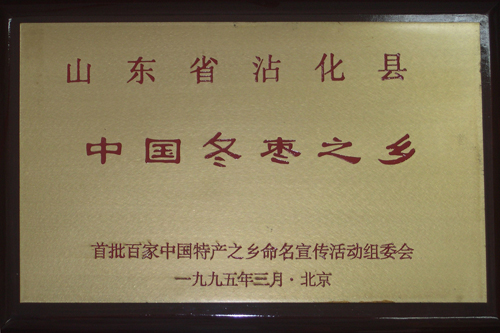 山东省沾化县
中国冬枣之乡
首批百家中国特产之乡命名宣传活动组委会
一九九五年三月·北京